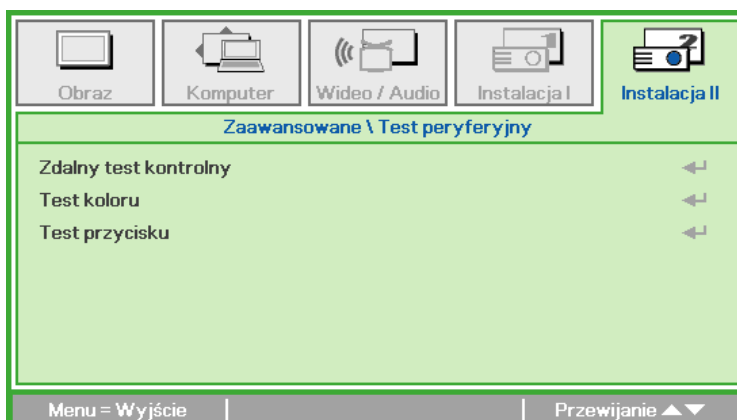 Obraz
Komputer
Wideo / Audio
Instalacja I
Instalacja II
Zaawansowane \ Test peryferyjny
Zdalny test kontrolny
Test koloru
Test przycisku
Menu = Wyjście
Przewijanie ▲▼